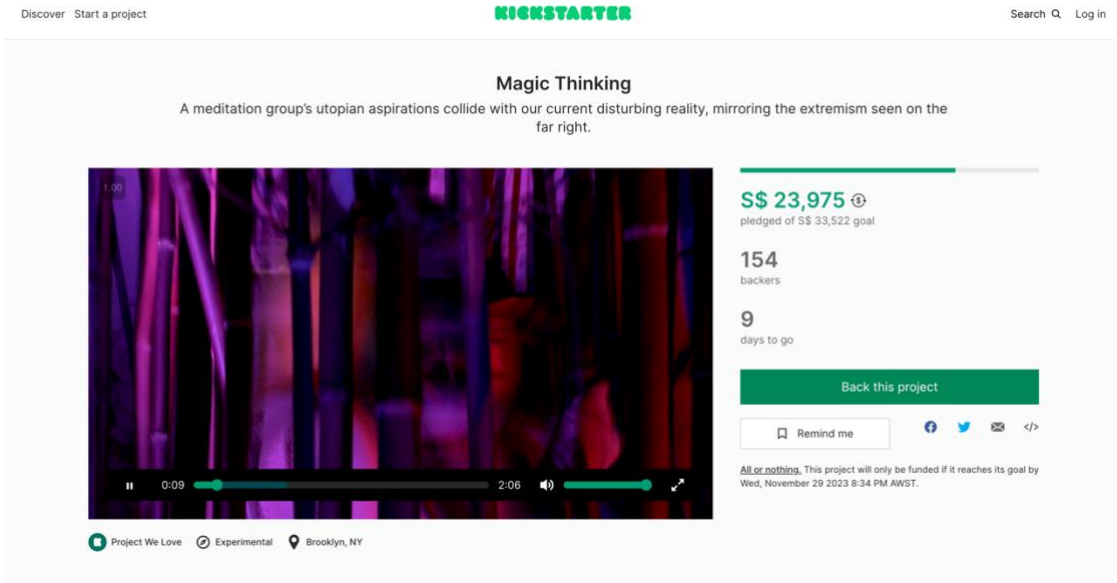 Discover Start a project KICKSTARTER Search Log in
Magic Thinking
A meditation group's utopian aspirations collide with our current disturbing reality, mirroring the extremism seen on the
far right.
1.00
S$ 23,975
pledged of S$ 33,522 goal
154
backers
9
days to go
Back this project
Remind me </>
All or nothing. This project will only be funded if it reaches its goal by
Wed, November 29 2023 8:34 PM AWST.
0:09 2:06
Project We Love Experimental Brooklyn, NY